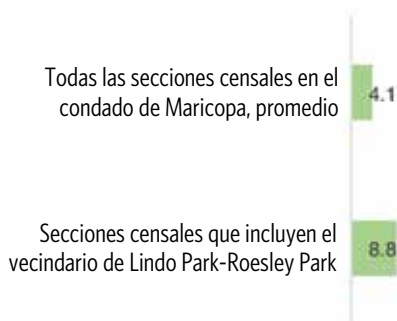 Todas las secciones censales en el
condado de Maricopa, promedio
4.1
Secciones censales que incluyen el
vecindario de Lindo Park-Roesley Park
8.8